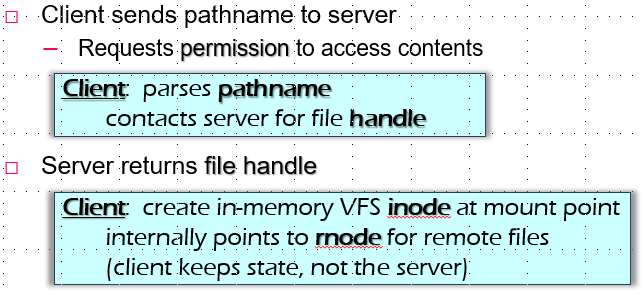 Client sends pathname to server
– Requests permission to access contents
Client: parses pathname
contacts server for file handle
Server returns file handle
Client: create in-memory VFS inode at mount point
internally points to rnode for remote files
(client keeps state, not the server)